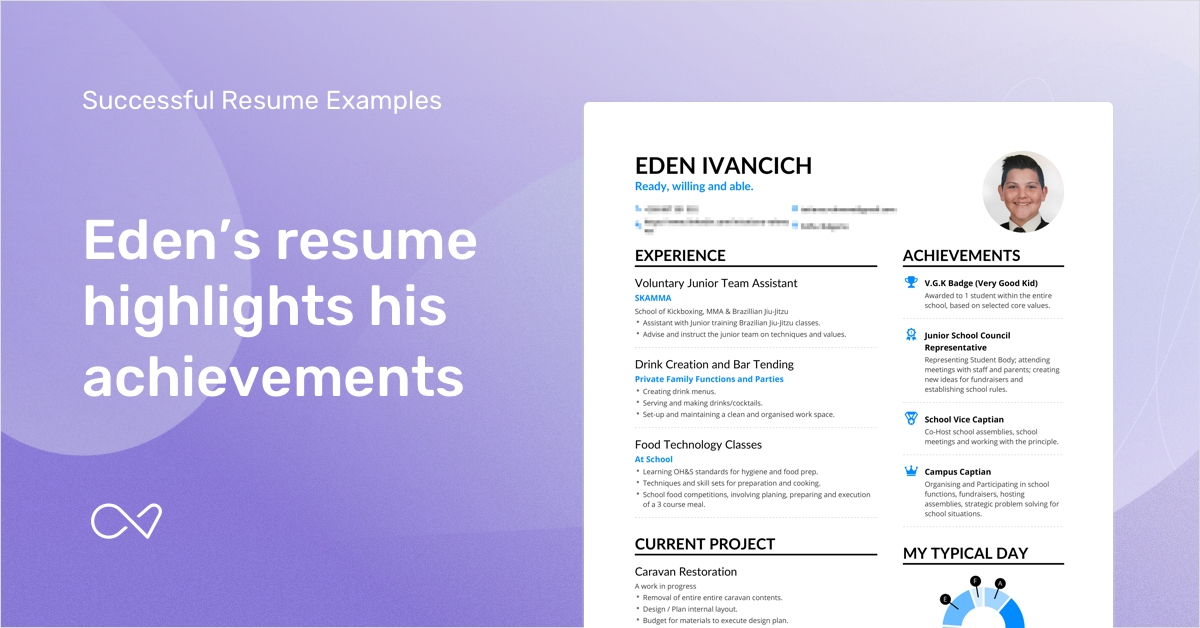 Successful Resume Examples
Eden’s resume
highlights his
achievements
EDEN IVANCICH
Ready, willing and able.
EXPERIENCE
Voluntary Junior Team Assistant
SKAMMA
School of Kickboxing, MMA & Brazillian Jiu-Jitzu
• Assistant with Junior training Brazilian Jiu-Jitzu classes.
• Advise and instruct the junior team on techniques and values.
Drink Creation and Bar Tending
Private Family Functions and Parties
• Creating drink menus.
• Serving and making drinks/cocktails.
• Set-up and maintaining a clean and organised work space.
Food Technology Classes
At School
• Learning OH&S standards for hygiene and food prep.
• Techniques and skill sets for preparation and cooking.
• School food competitions, involving planing, preparing and execution
of a 3 course meal.
CURRENT PROJECT
Caravan Restoration
A work in progress
• Removal of entire entire caravan contents.
• Design / Plan internal layout.
• Budget for materials to execute design plan.
ACHIEVEMENTS
V.G.K Badge (Very Good Kid)
Awarded to 1 student within the entire
school, based on selected core values.
Junior School Council
Representative
Representing Student Body; attending
meetings with staff and parents; creating
new ideas for fundraisers and
establishing school rules.
School Vice Captian
Co-Host school assemblies, school
meetings and working with the principle.
Campus Captian
Organising and Participating in school
functions, fundraisers, hosting
assemblies, strategic problem solving for
school situations.
MY TYPICAL DAY
E
F
A